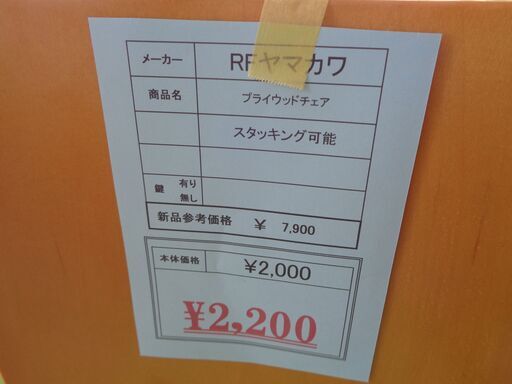 メーカー RFヤマカワ
商品名 プライウッドチェア
スタッキング可能
鍵 有り 無し
新品参考価格 ¥ 7,900
本体価格 ¥2,000
¥2,200